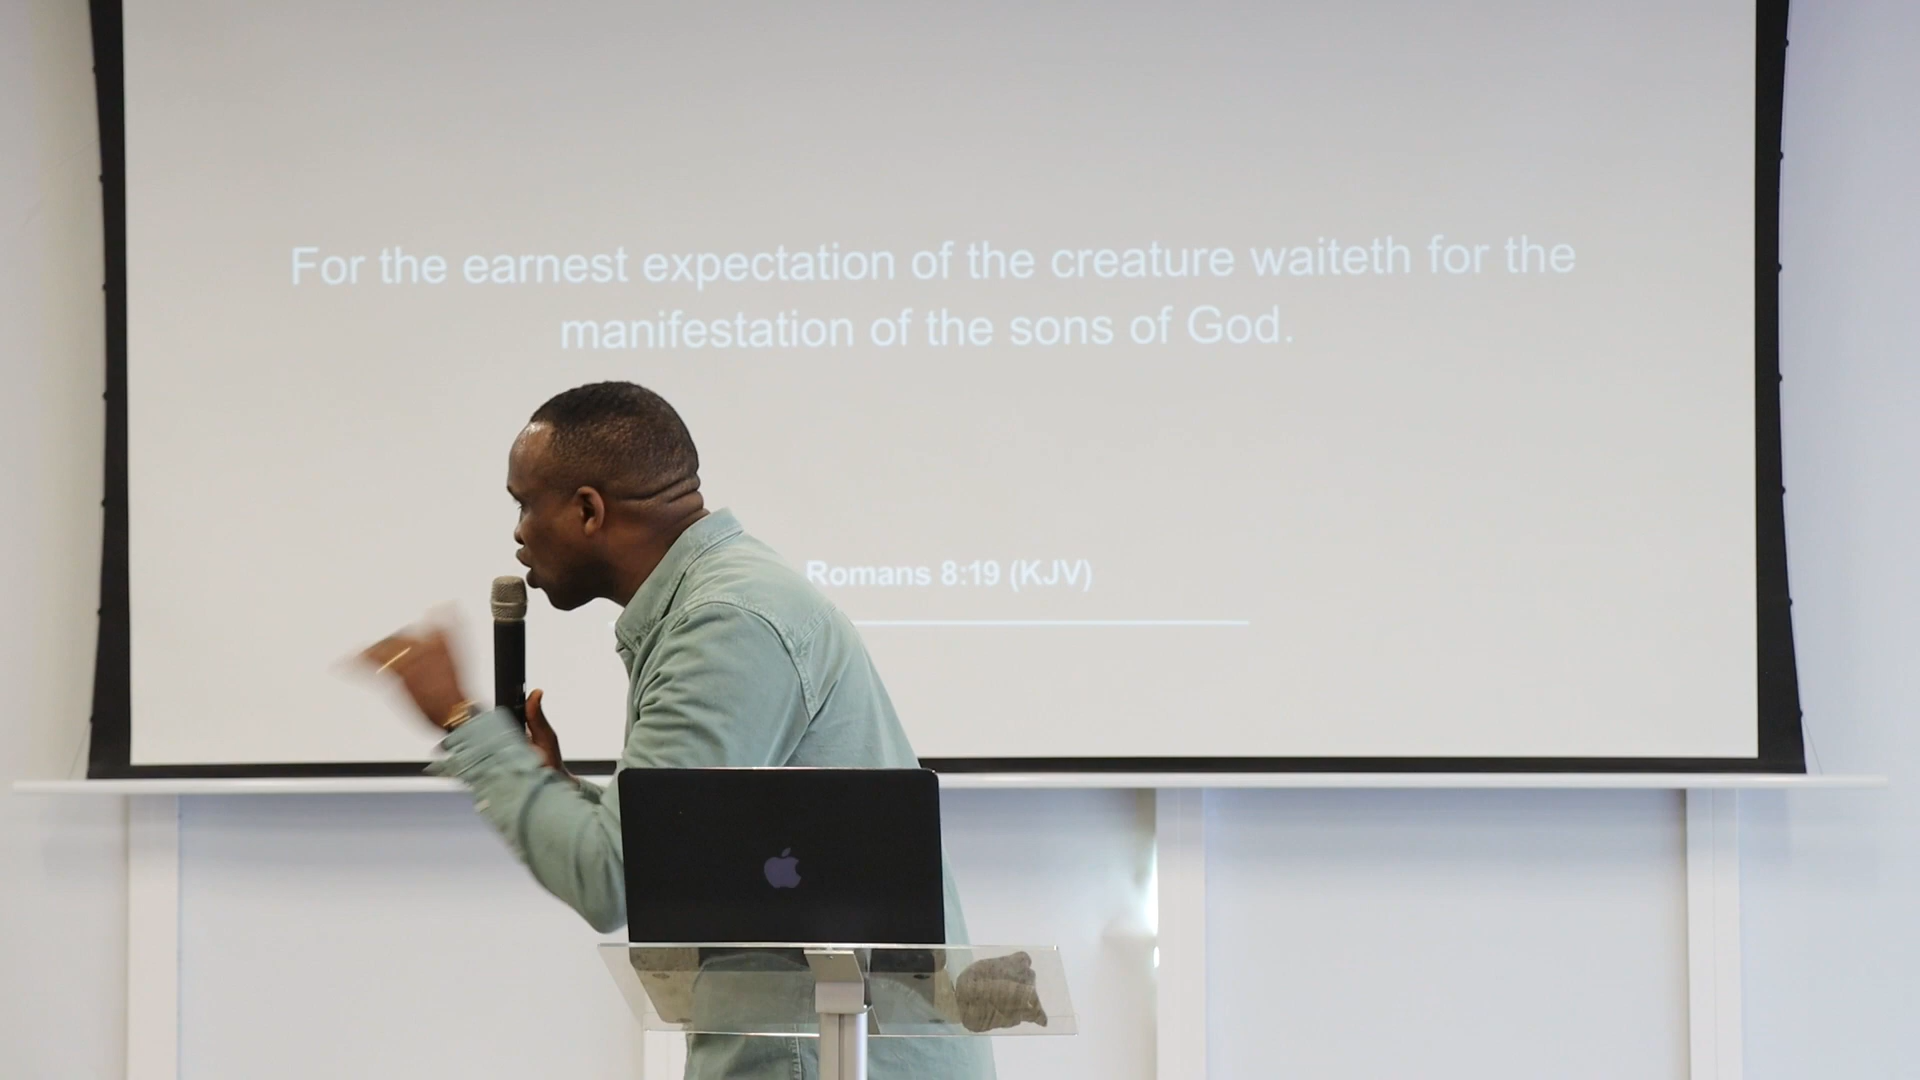 For the earnest expectation of the creature waiteth for the
manifestation of the sons of God.
Romans 8:19 (KJV)